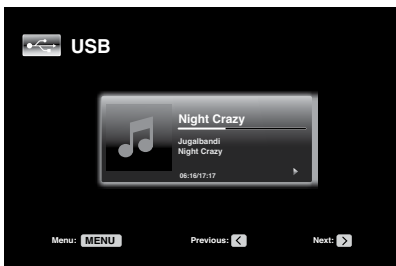 USB
Night Crazy
Jugalbandi
Night Crazy
06:16/17:17
Menu: MENU Previous: < Next: >